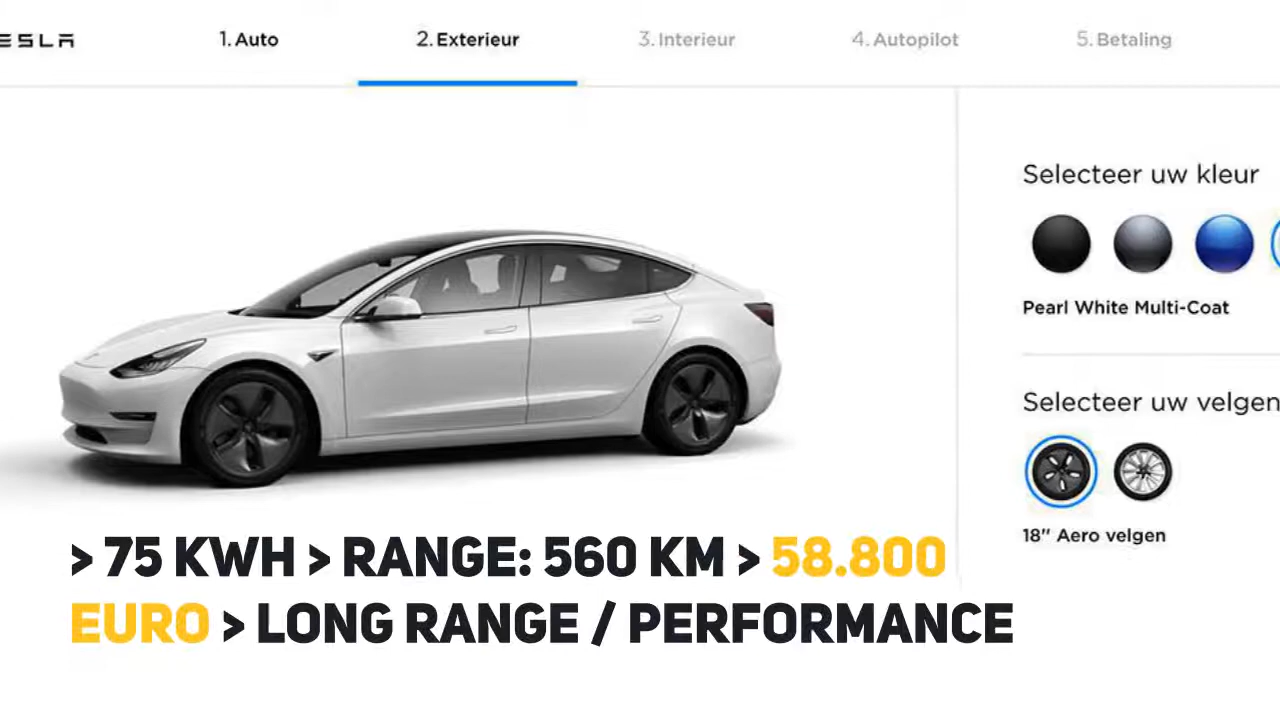 TESLA
1. Auto
2. Exterieur
3. Interieur
4. Autopilot
5. Betaling
Selecteer uw kleur
Pearl White Multi-Coat
Selecteer uw velgen
18" Aero velgen
> 75 KWH > RANGE: 560 KM > 58.800
EURO > LONG RANGE / PERFORMANCE